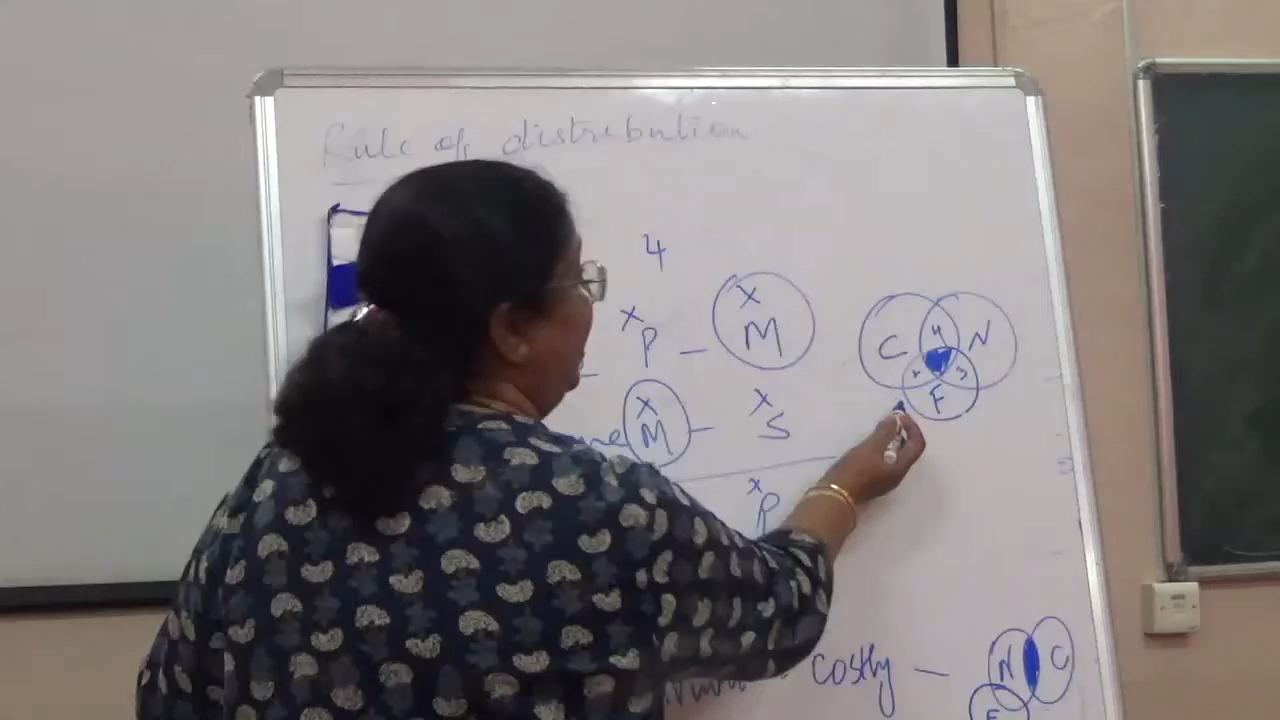 Rule of distribution
4
x x
P – M
x x
M – S
x
P
C 4 N
x 3
F
costly – N C
F